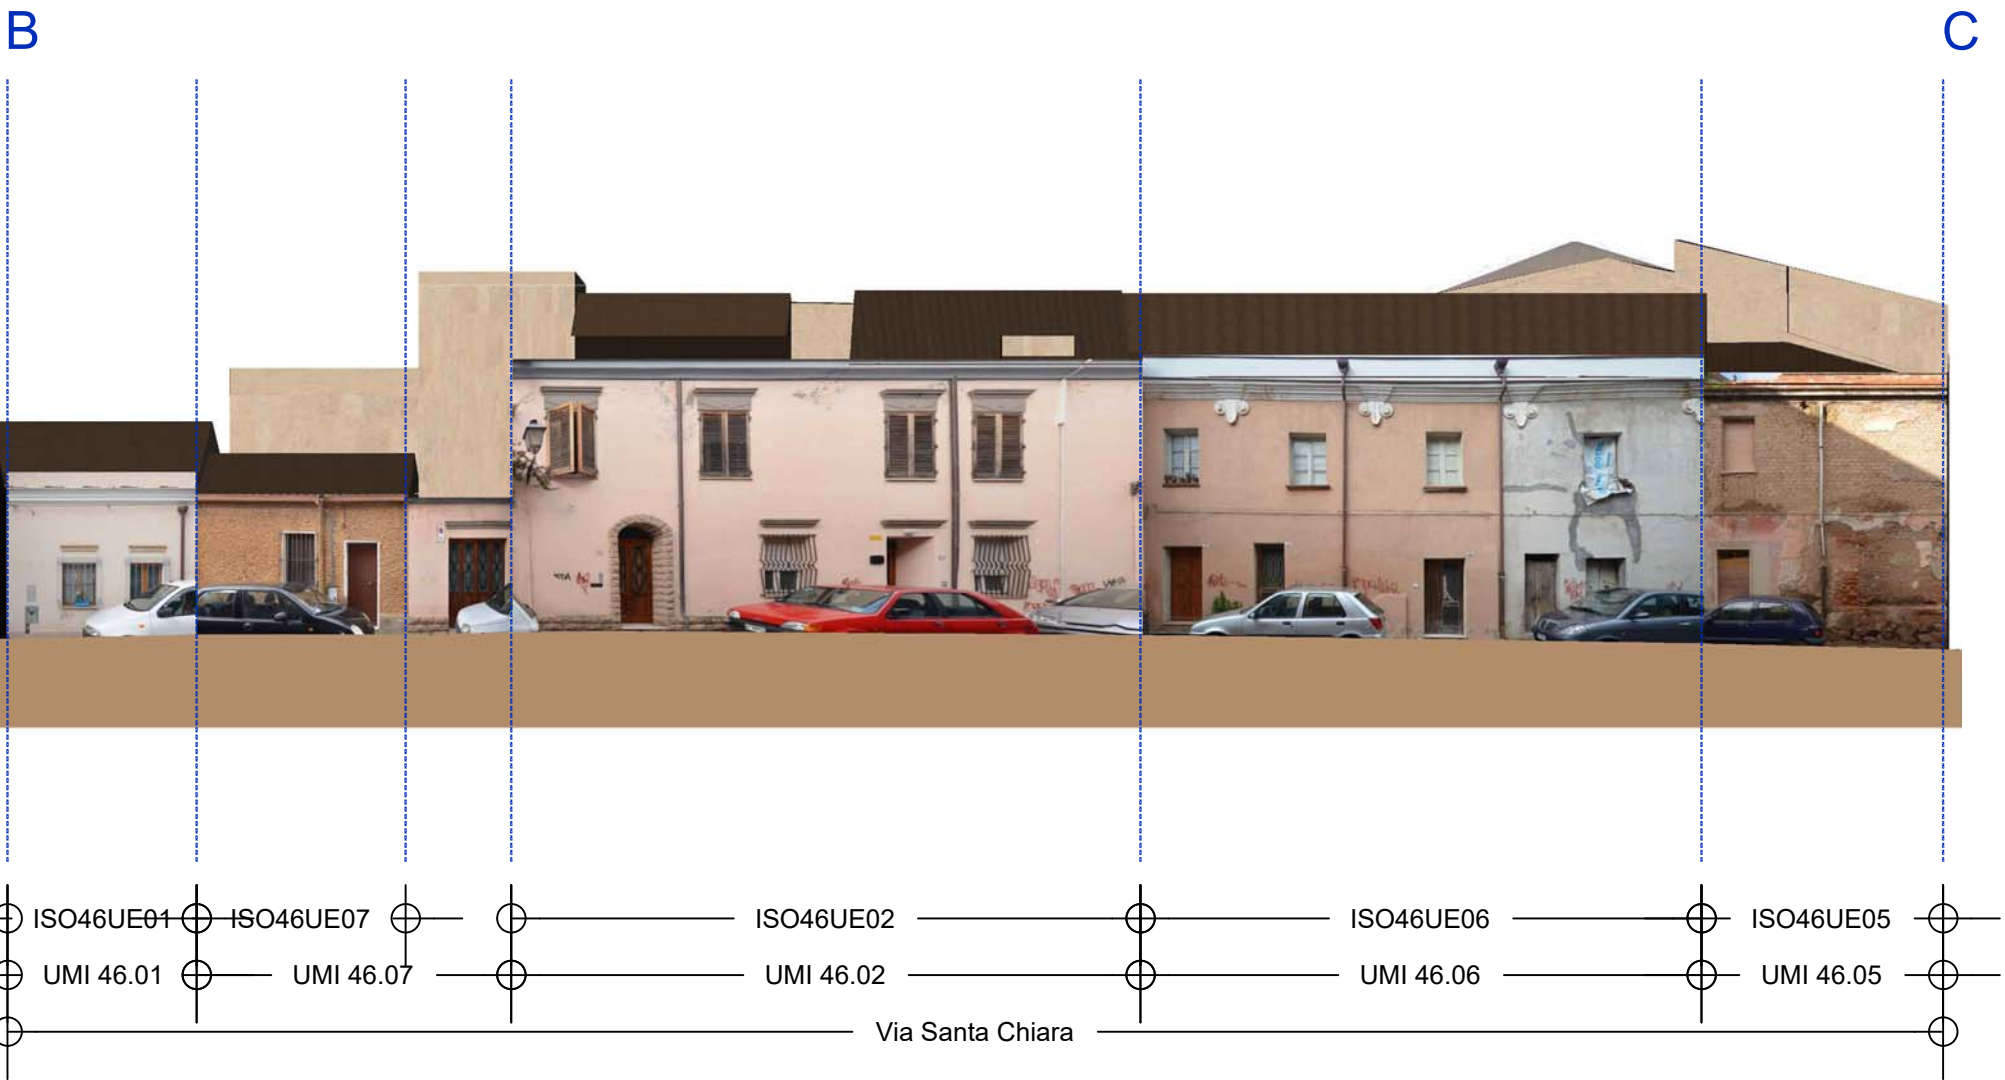 B C
ISO46UE01 ISO46UE07 ISO46UE02 ISO46UE06 ISO46UE05
UMI 46.01 UMI 46.07 UMI 46.02 UMI 46.06 UMI 46.05
Via Santa Chiara